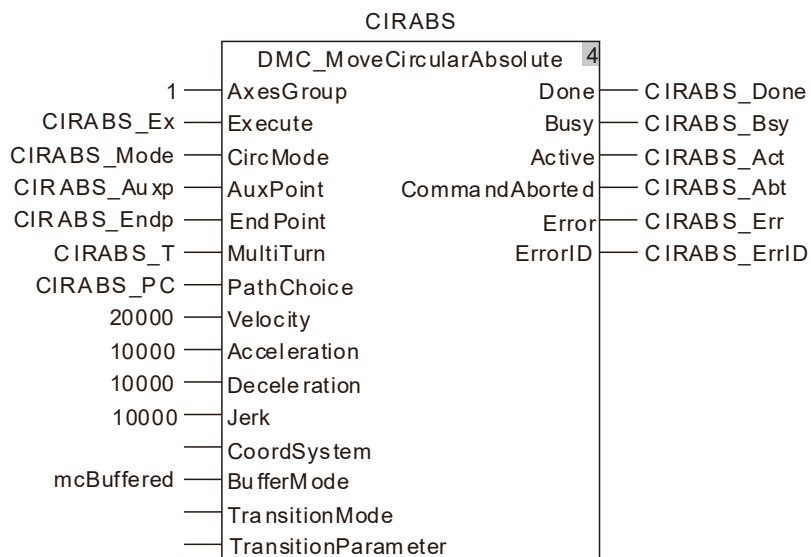 CIRABS
DMC_MoveCircularAbsolute 4
1 AxesGroup Done CIRABS_Done
CIRABS_Ex Execute Busy CIRABS_Bsy
CIRABS_Mode CircMode Active CIRABS_Act
CIRABS_Auxp AuxPoint CommandAborted CIRABS_Abt
CIRABS_Endp EndPoint Error CIRABS_Err
CIRABS_T MultiTurn ErrorID CIRABS_ErrID
CIRABS_PC PathChoice
20000 Velocity
10000 Acceleration
10000 Deceleration
10000 Jerk
CoordSystem
mcBuffered BufferMode
TransitionMode
TransitionParameter